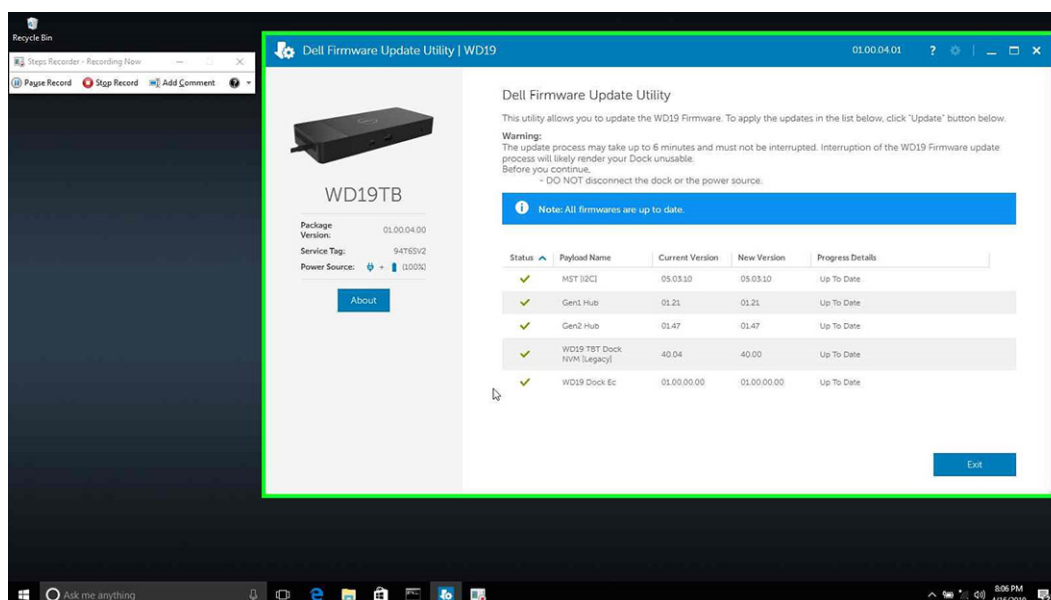 Recycle Bin
Steps Recorder - Recording Now
Pause Record Stop Record Add Comment
Dell Firmware Update Utility | WD19
01.00.04.01
Dell Firmware Update Utility
This utility allows you to update the WD19 Firmware. To apply the updates in the list below, click "Update" button below.
Warning:
The update process may take up to 6 minutes and must not be interrupted. Interruption of the WD19 Firmware update
process will likely render your Dock unusable.
Before you continue,
- DO NOT disconnect the dock or the power source.
Note: All firmwares are up to date.
WD19TB
Package Version: 01.00.04.00
Service Tag: 94T6SV2
Power Source: + (100%)
About
Status Payload Name Current Version New Version Progress Details
MST [I2C] 05.03.10 05.03.10 Up To Date
Gen1 Hub 01.21 01.21 Up To Date
Gen2 Hub 01.47 01.47 Up To Date
WD19 TBT Dock NVM [Legacy] 40.04 40.00 Up To Date
WD19 Dock Ec 01.00.00.00 01.00.00.00 Up To Date
Exit
Ask me anything
8:06 PM